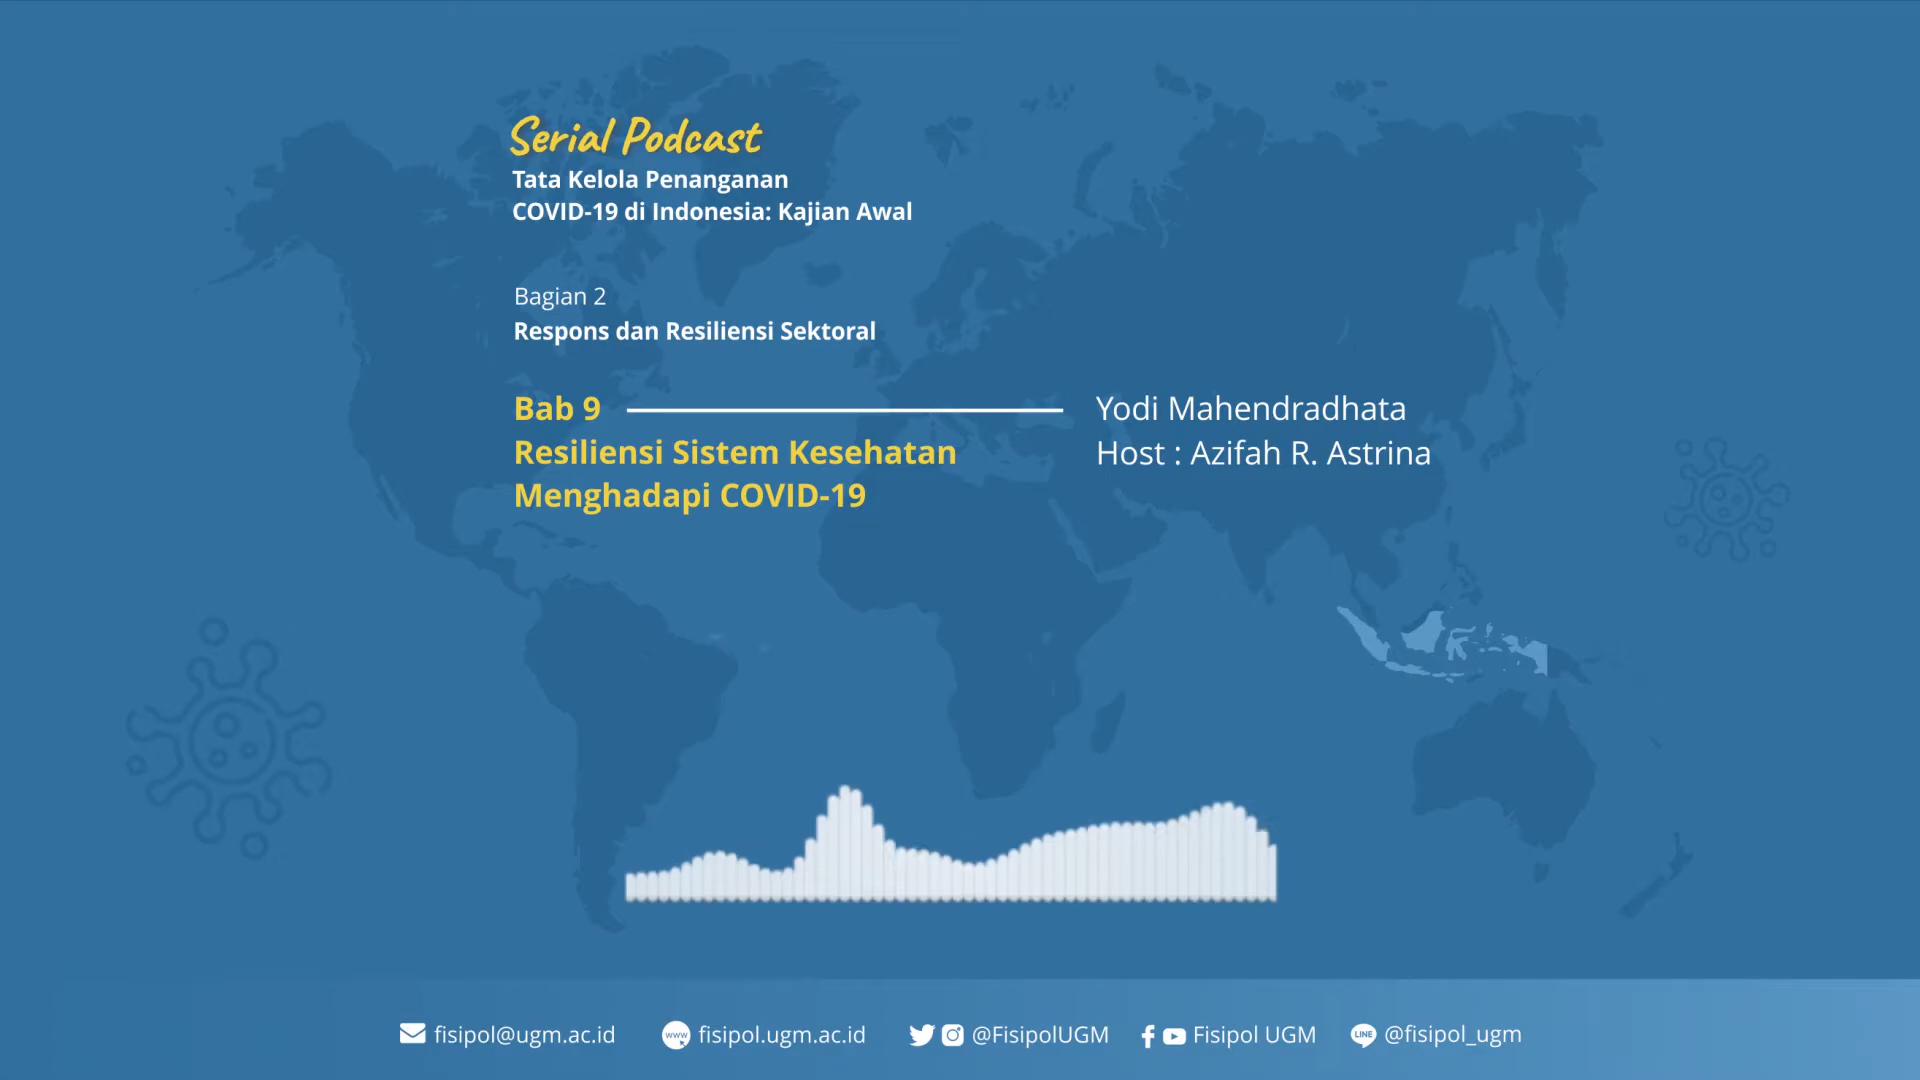 Serial Podcast
Tata Kelola Penanganan
COVID-19 di Indonesia: Kajian Awal
Bagian 2
Respons dan Resiliensi Sektoral
Bab 9
Resiliensi Sistem Kesehatan
Menghadapi COVID-19
Yodi Mahendradhata
Host : Azifah R. Astrina
fisipol@ugm.ac.id
www fisipol.ugm.ac.id
@FisipolUGM
Fisipol UGM
LINE @fisipol_ugm